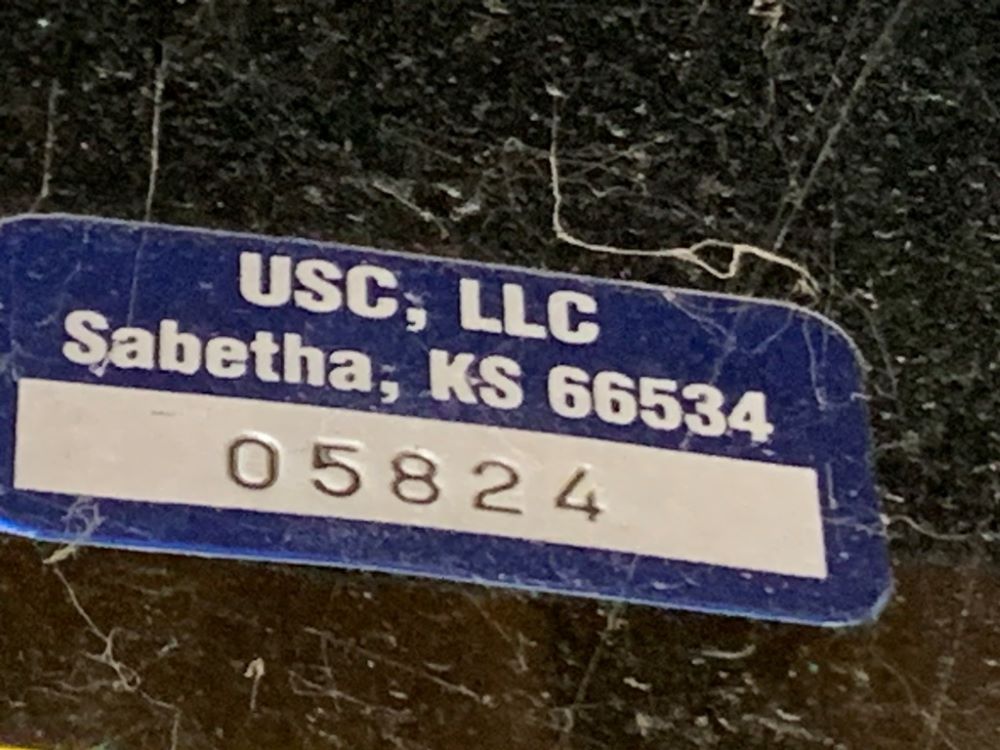 USC, LLC
Sabetha, KS 66534
05824